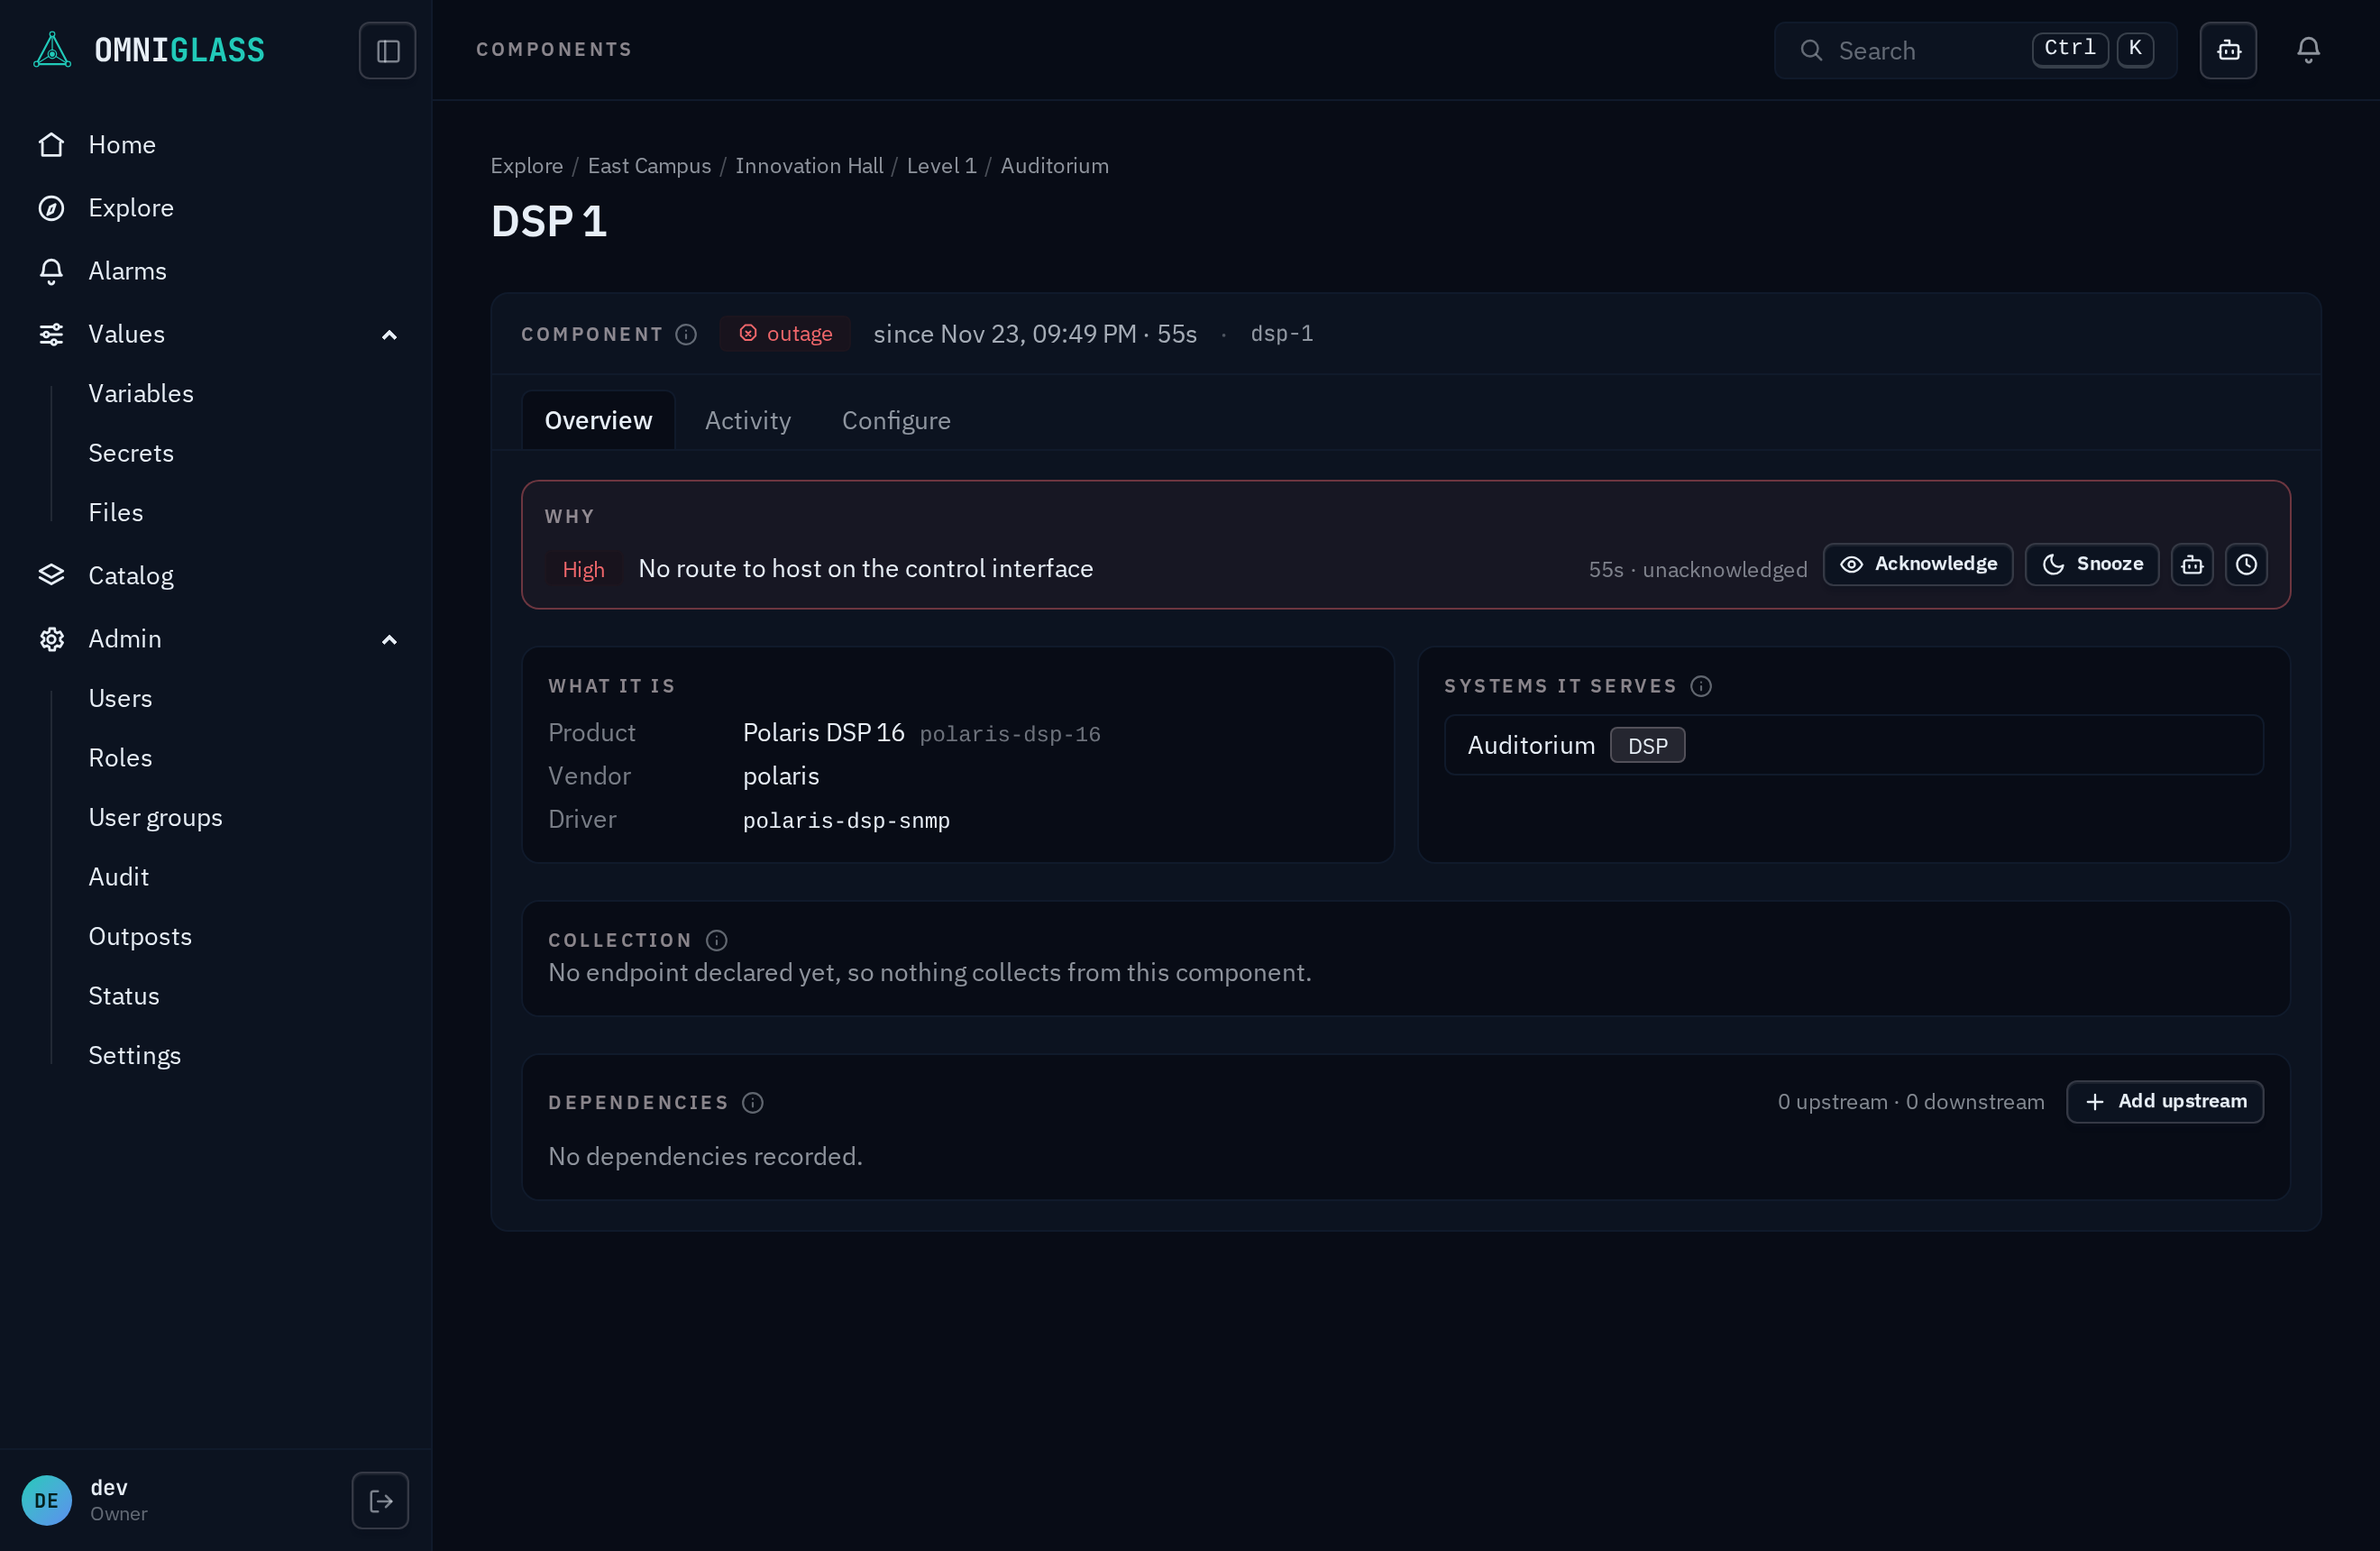 OMNIGLASS
COMPONENTS
Search
Ctrl K
Home
Explore
Alarms
Values
Variables
Secrets
Files
Catalog
Admin
Users
Roles
User groups
Audit
Outposts
Status
Settings
DE
dev
Owner
Explore / East Campus / Innovation Hall / Level 1 / Auditorium
DSP 1
COMPONENT outage since Nov 23, 09:49 PM · 55s · dsp-1
Overview Activity Configure
WHY
High No route to host on the control interface 55s · unacknowledged Acknowledge Snooze
WHAT IT IS
Product Polaris DSP 16 polaris-dsp-16
Vendor polaris
Driver polaris-dsp-snmp
SYSTEMS IT SERVES
Auditorium DSP
COLLECTION
No endpoint declared yet, so nothing collects from this component.
DEPENDENCIES 0 upstream · 0 downstream Add upstream
No dependencies recorded.